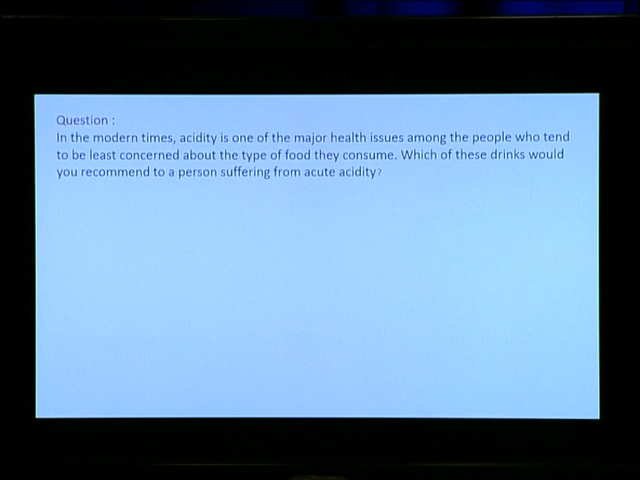 Question :
In the modern times, acidity is one of the major health issues among the people who tend
to be least concerned about the type of food they consume. Which of these drinks would
you recommend to a person suffering from acute acidity?